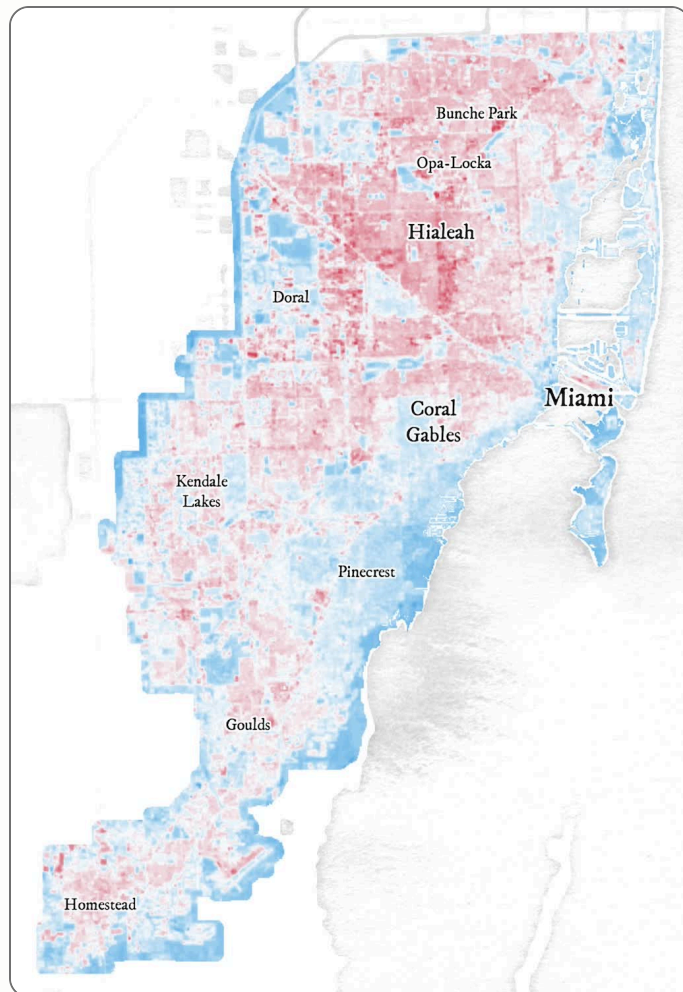 Bunche Park
Opa-Locka
Hialeah
Doral
Miami
Coral
Gables
Kendale
Lakes
Pinecrest
Goulds
Homestead